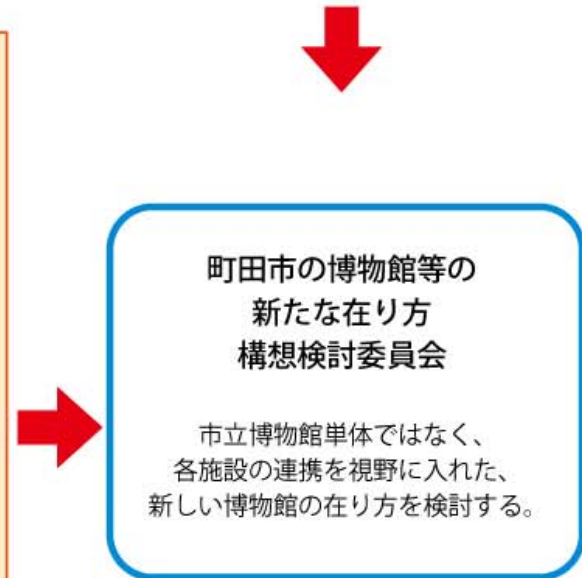 町田市の博物館等の
新たな在り方
構想検討委員会
市立博物館単体ではなく、
各施設の連携を視野に入れた、
新しい博物館の在り方を検討する。